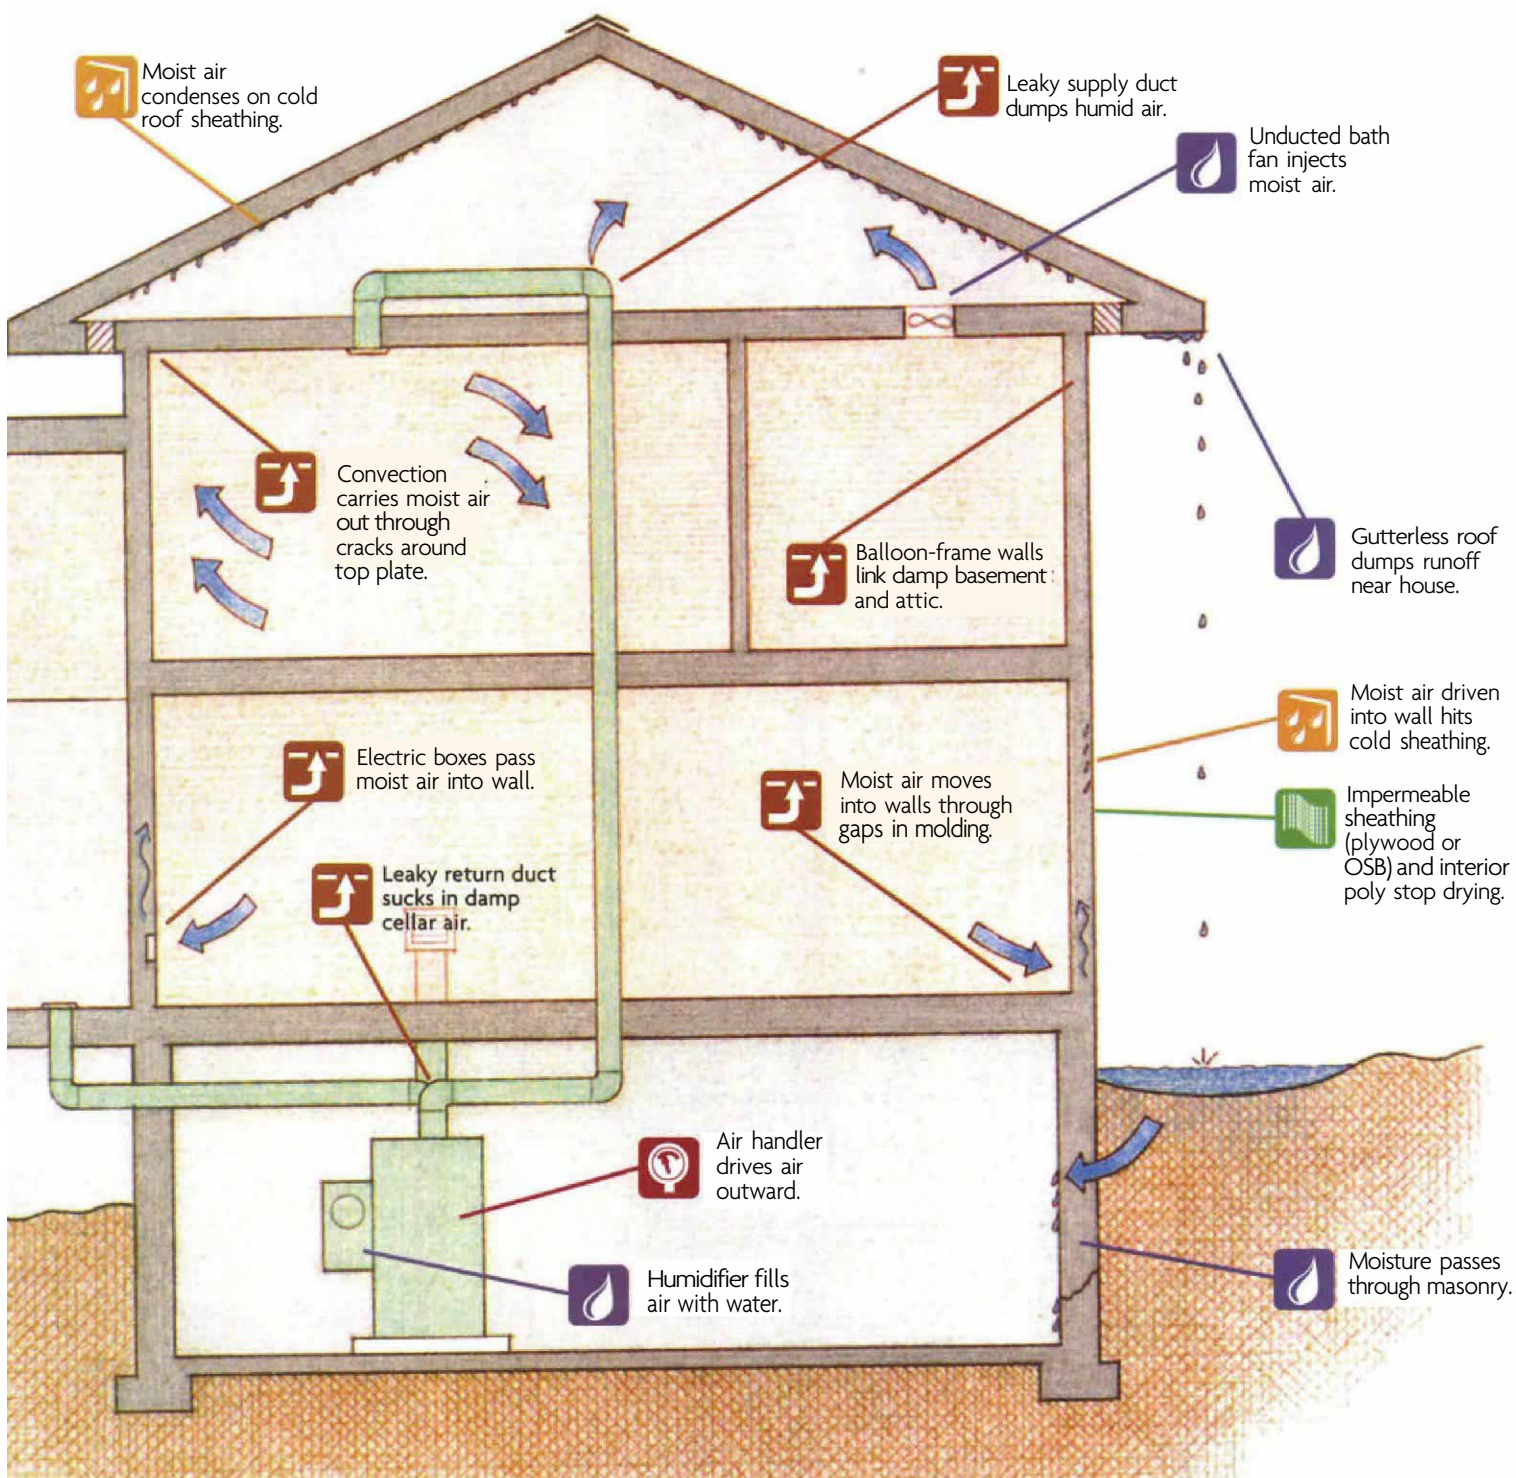 Moist air
condenses on cold
roof sheathing.
Leaky supply duct
dumps humid air.
Unducted bath
fan injects
moist air.
Convection
carries moist air
out through
cracks around
top plate.
Balloon-frame walls
link damp basement
and attic.
Gutterless roof
dumps runoff
near house.
Moist air driven
into wall hits
cold sheathing.
Electric boxes pass
moist air into wall.
Moist air moves
into walls through
gaps in molding.
Impermeable
sheathing
(plywood or
OSB) and interior
poly stop drying.
Leaky return duct
sucks in damp
cellar air.
Air handler
drives air
outward.
Humidifier fills
air with water.
Moisture passes
through masonry.